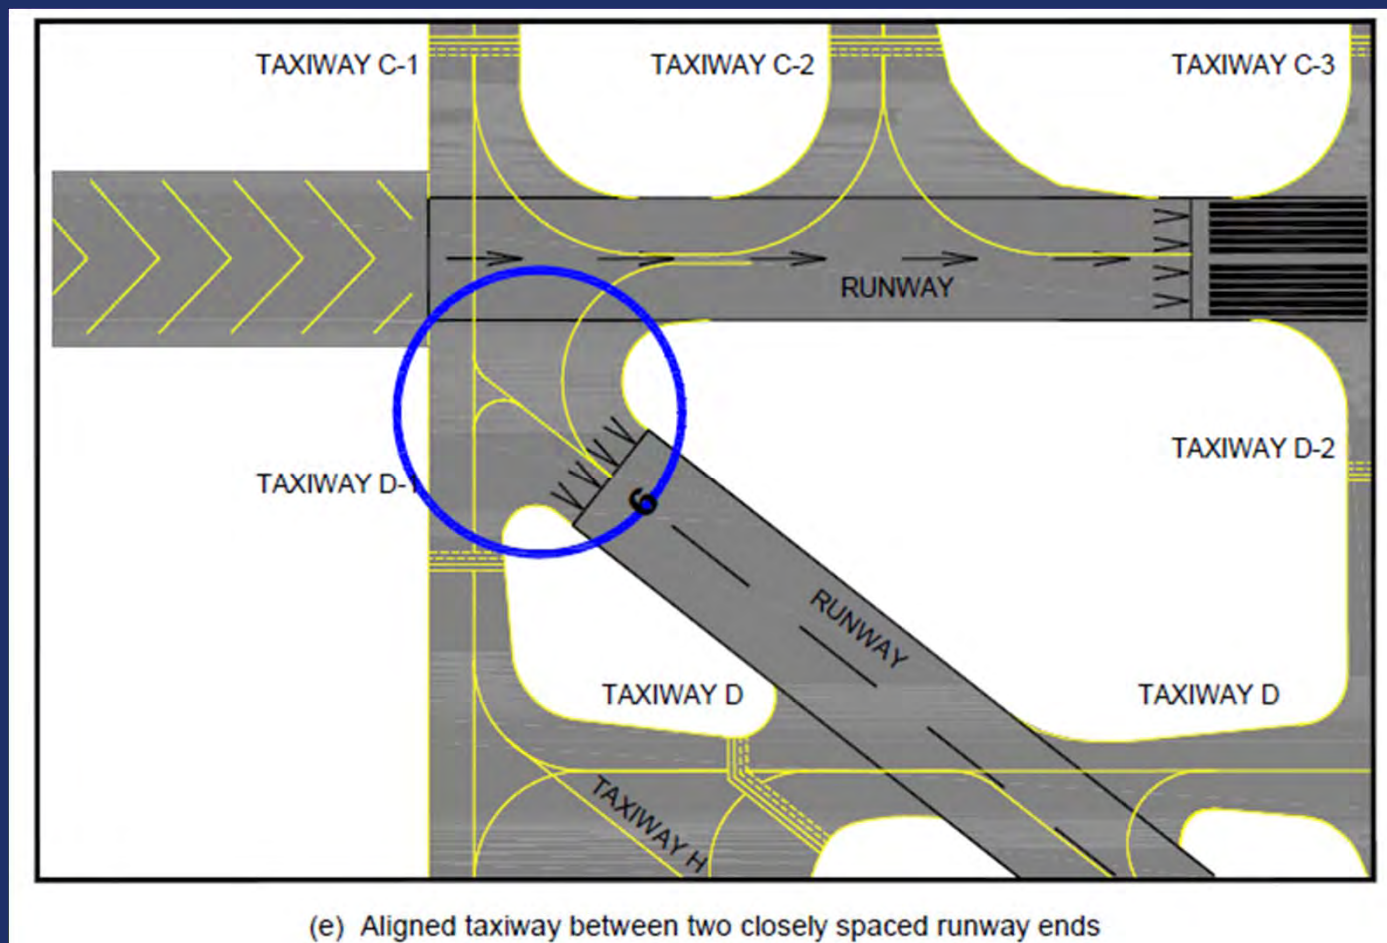 TAXIWAY C-1
TAXIWAY C-2
TAXIWAY C-3
RUNWAY
TAXIWAY D-2
TAXIWAY D-1
6
RUNWAY
TAXIWAY D
TAXIWAY D
TAXIWAY H
(e) Aligned taxiway between two closely spaced runway ends